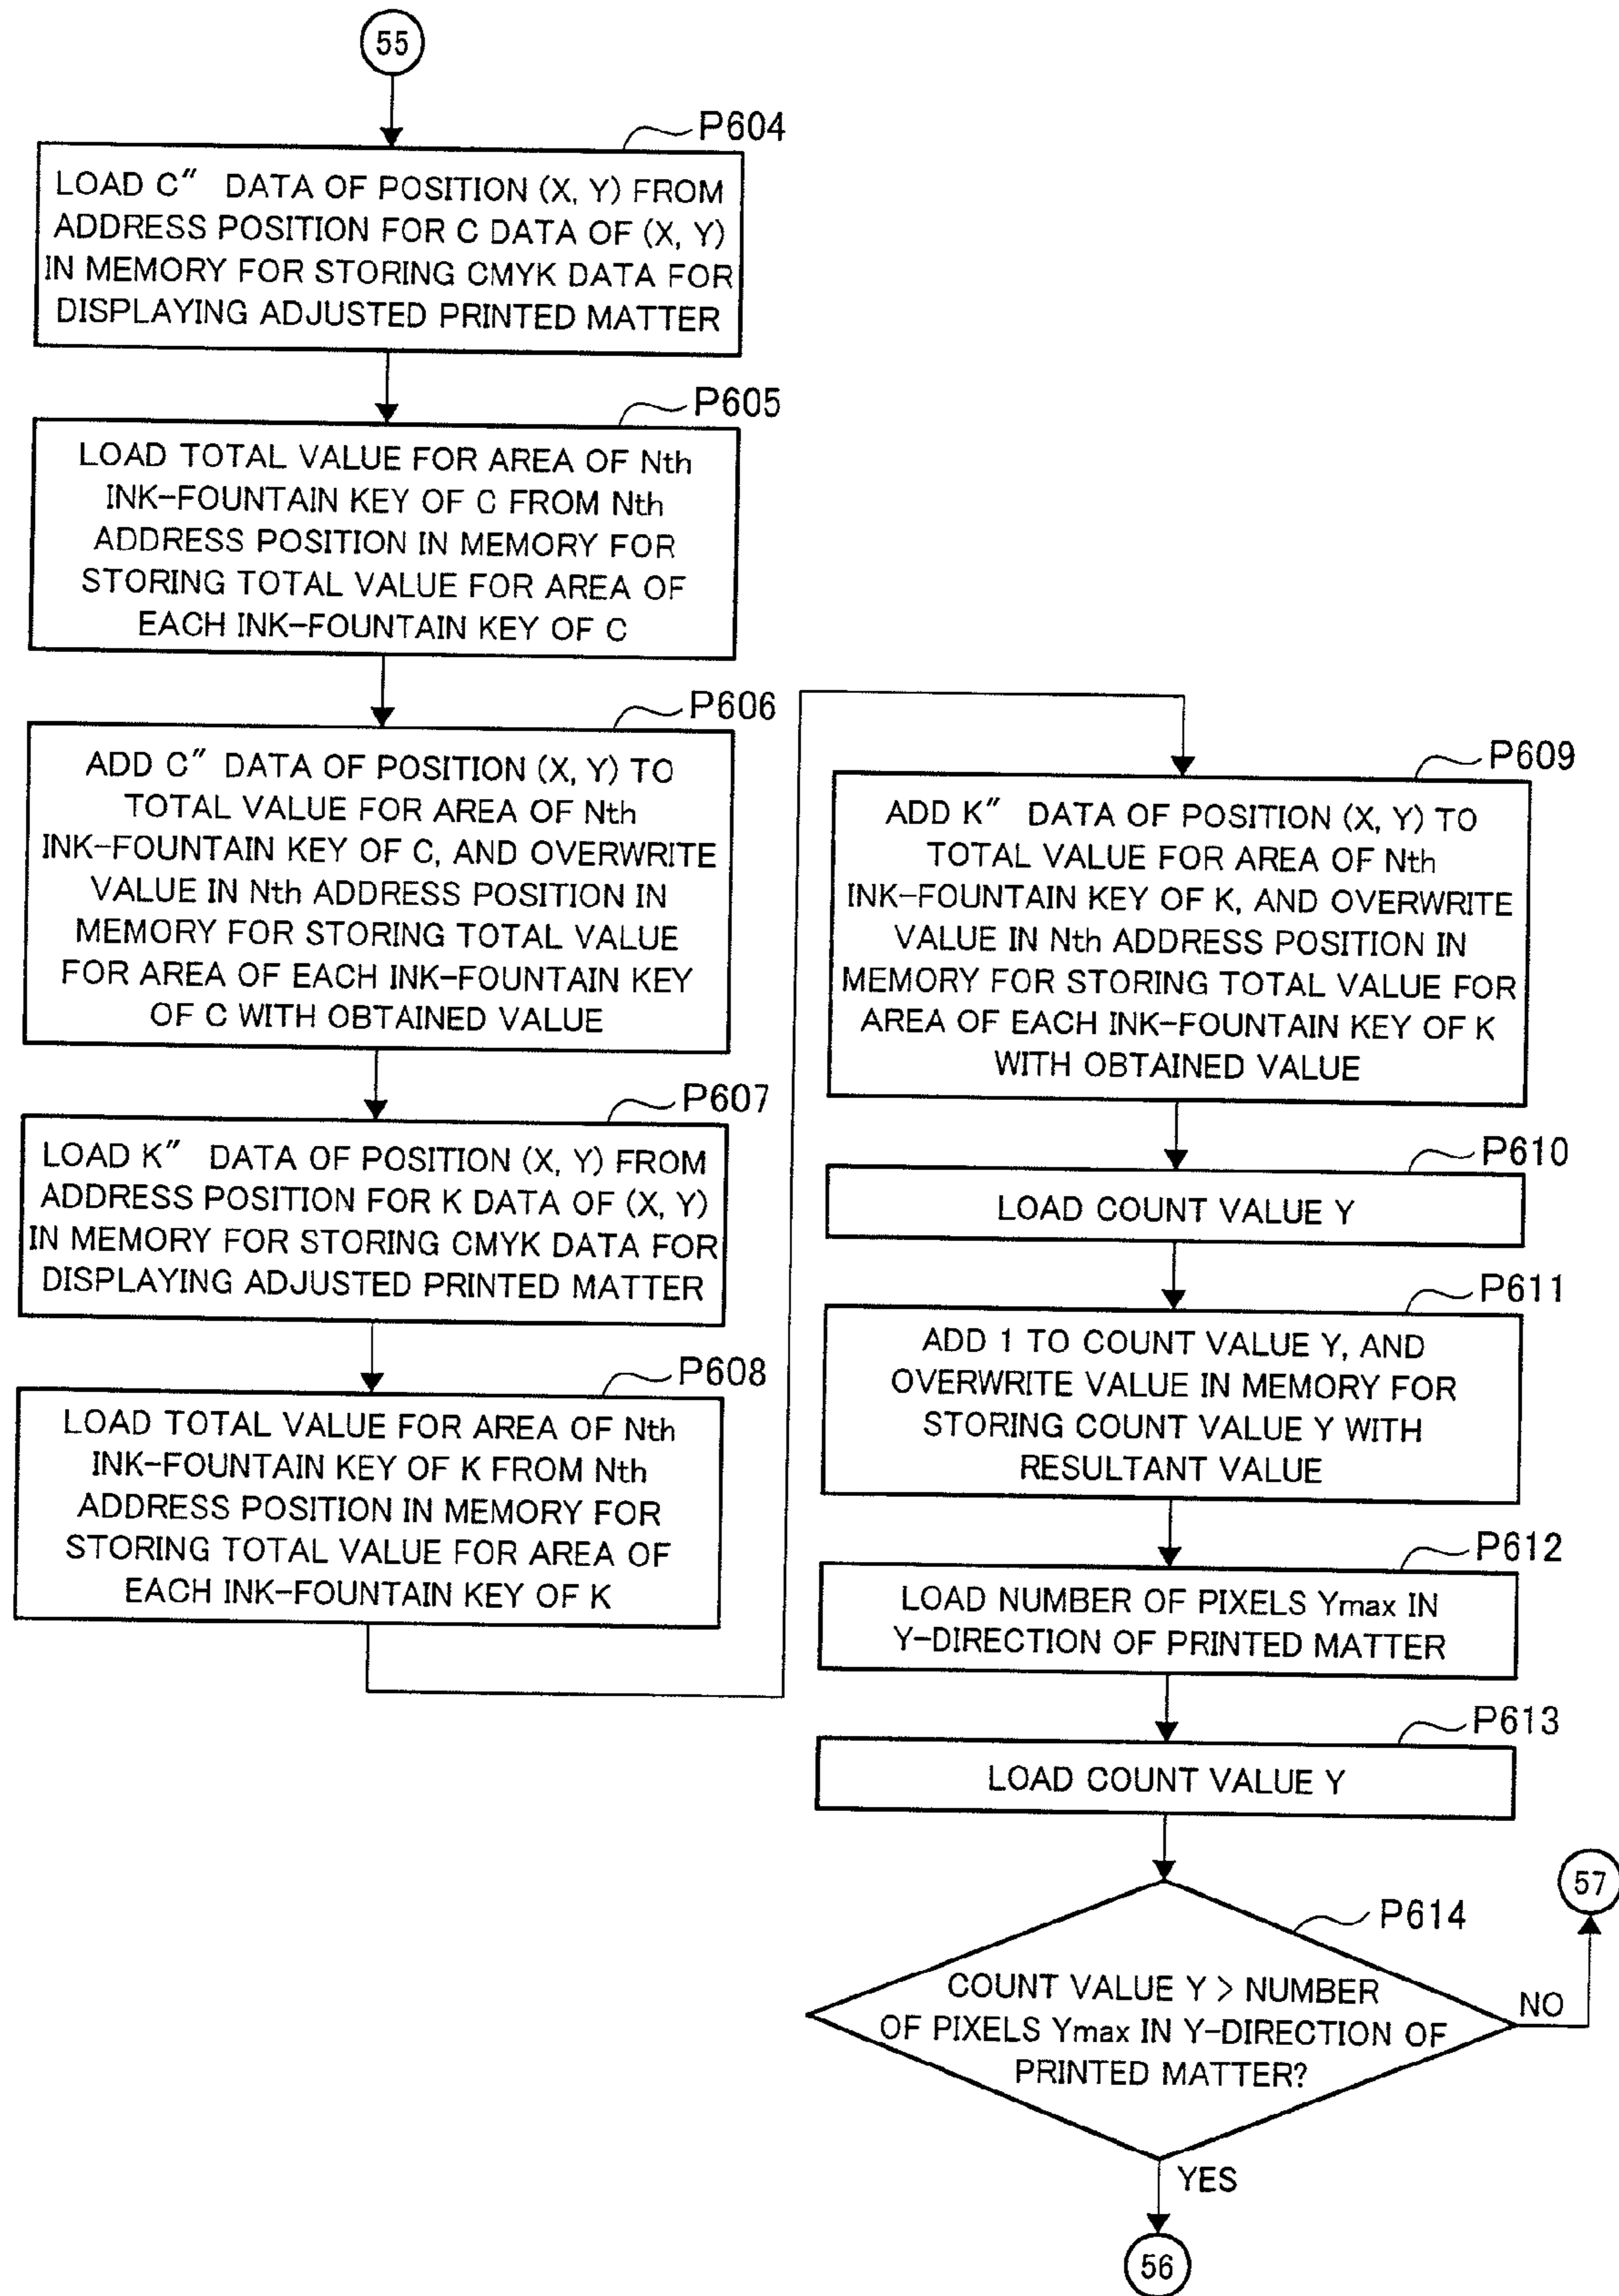 55
P604
LOAD C″ DATA OF POSITION (X, Y) FROM
ADDRESS POSITION FOR C DATA OF (X, Y)
IN MEMORY FOR STORING CMYK DATA FOR
DISPLAYING ADJUSTED PRINTED MATTER
P605
LOAD TOTAL VALUE FOR AREA OF Nth
INK-FOUNTAIN KEY OF C FROM Nth
ADDRESS POSITION IN MEMORY FOR
STORING TOTAL VALUE FOR AREA OF
EACH INK-FOUNTAIN KEY OF C
P606
ADD C″ DATA OF POSITION (X, Y) TO
TOTAL VALUE FOR AREA OF Nth
INK-FOUNTAIN KEY OF C, AND OVERWRITE
VALUE IN Nth ADDRESS POSITION IN
MEMORY FOR STORING TOTAL VALUE
FOR AREA OF EACH INK-FOUNTAIN KEY
OF C WITH OBTAINED VALUE
P607
LOAD K″ DATA OF POSITION (X, Y) FROM
ADDRESS POSITION FOR K DATA OF (X, Y)
IN MEMORY FOR STORING CMYK DATA FOR
DISPLAYING ADJUSTED PRINTED MATTER
P608
LOAD TOTAL VALUE FOR AREA OF Nth
INK-FOUNTAIN KEY OF K FROM Nth
ADDRESS POSITION IN MEMORY FOR
STORING TOTAL VALUE FOR AREA OF
EACH INK-FOUNTAIN KEY OF K
P609
ADD K″ DATA OF POSITION (X, Y) TO
TOTAL VALUE FOR AREA OF Nth
INK-FOUNTAIN KEY OF K, AND OVERWRITE
VALUE IN Nth ADDRESS POSITION IN
MEMORY FOR STORING TOTAL VALUE FOR
AREA OF EACH INK-FOUNTAIN KEY OF K
WITH OBTAINED VALUE
P610
LOAD COUNT VALUE Y
P611
ADD 1 TO COUNT VALUE Y, AND
OVERWRITE VALUE IN MEMORY FOR
STORING COUNT VALUE Y WITH
RESULTANT VALUE
P612
LOAD NUMBER OF PIXELS Ymax IN
Y-DIRECTION OF PRINTED MATTER
P613
LOAD COUNT VALUE Y
57
P614
COUNT VALUE Y > NUMBER
OF PIXELS Ymax IN Y-DIRECTION OF
PRINTED MATTER?
NO
YES
56